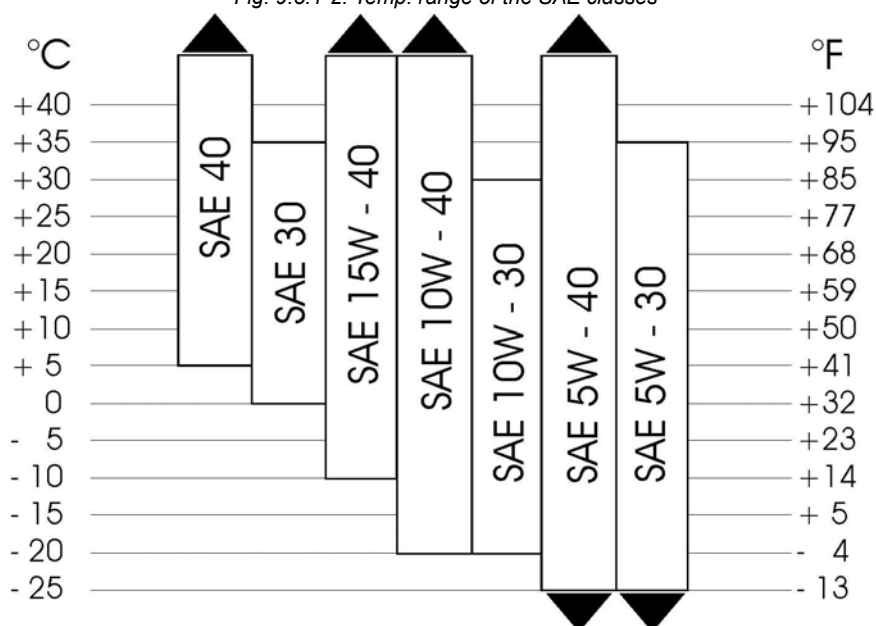 Fig. 9.6.1-2: Temp. range of the SAE classes
°C °F
+40 +104
+35 +95
+30 +85
+25 +77
+20 +68
+15 +59
+10 +50
+ 5 +41
0 +32
- 5 +23
- 10 +14
- 15 + 5
- 20 - 4
- 25 - 13
SAE 40
SAE 30
SAE 15W - 40
SAE 10W - 40
SAE 10W - 30
SAE 5W - 40
SAE 5W - 30